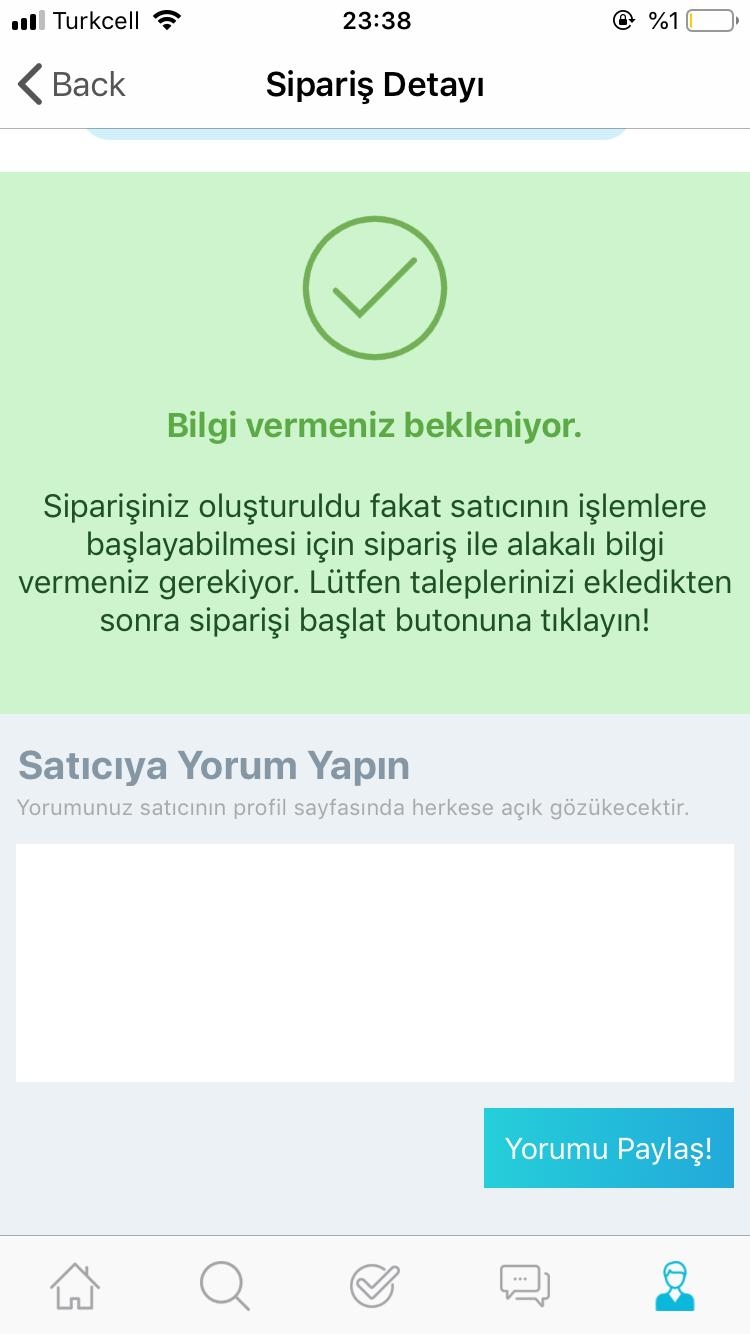 Turkcell 23:38 %1
Back Sipariş Detayı
Bilgi vermeniz bekleniyor.
Siparişiniz oluşturuldu fakat satıcının işlemlere
başlayabilmesi için sipariş ile alakalı bilgi
vermeniz gerekiyor. Lütfen taleplerinizi ekledikten
sonra siparişi başlat butonuna tıklayın!
Satıcıya Yorum Yapın
Yorumunuz satıcının profil sayfasında herkese açık gözükecektir.
Yorumu Paylaş!